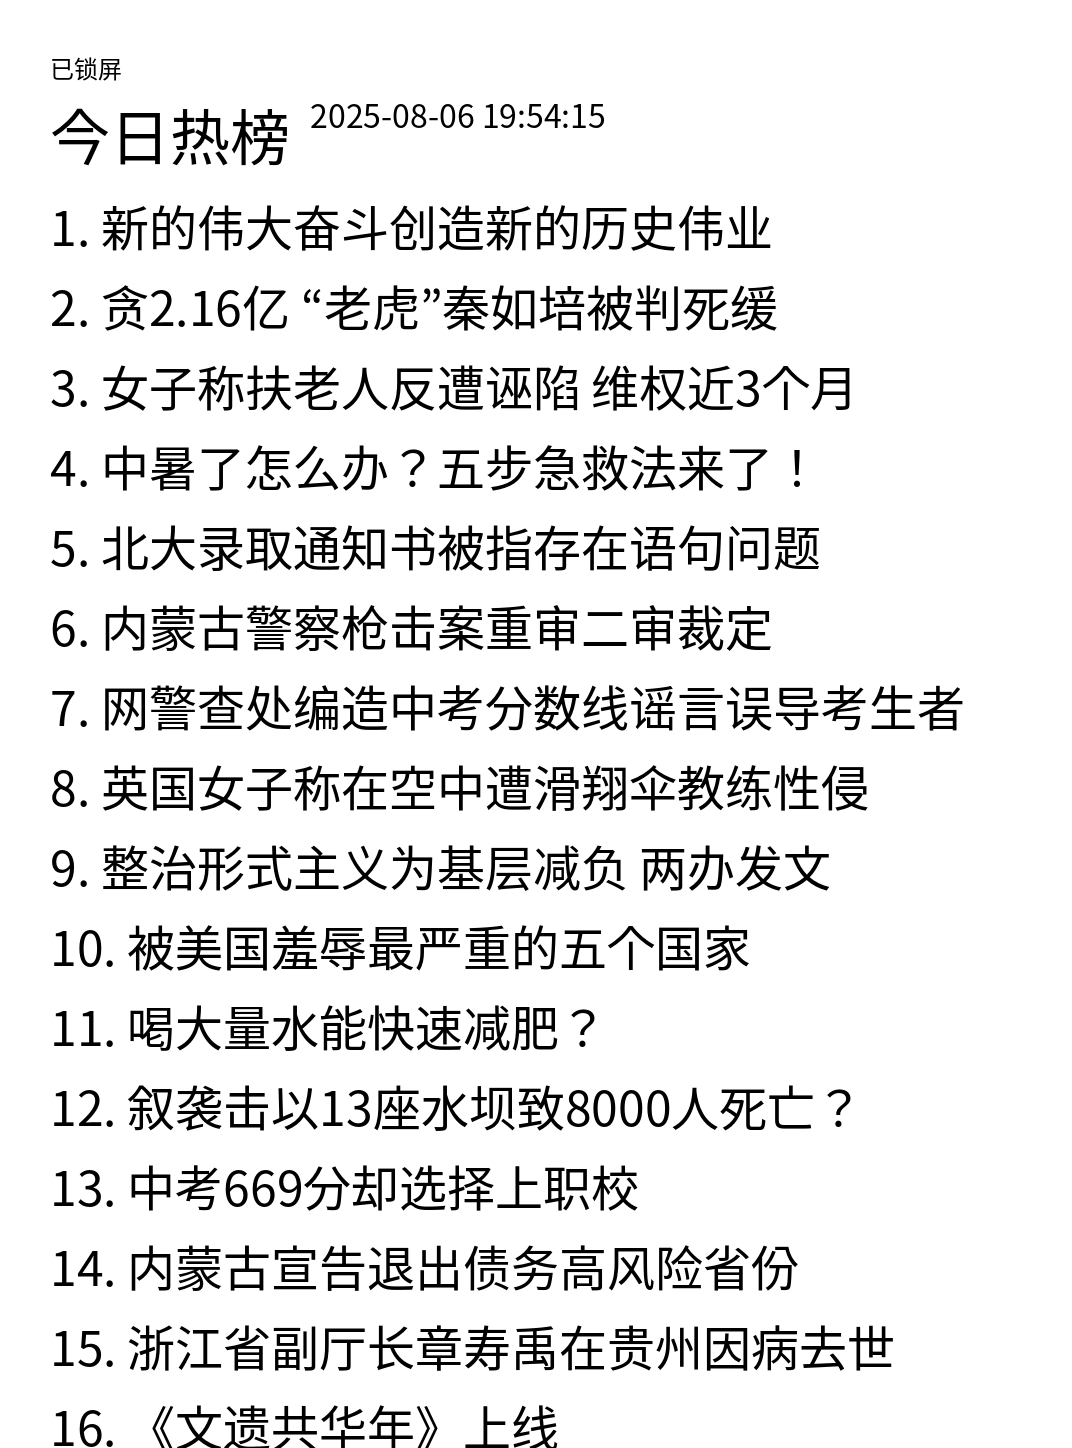 已锁屏
今日热榜 2025-08-06 19:54:15
1. 新的伟大奋斗创造新的历史伟业
2. 贪2.16亿 “老虎”秦如培被判死缓
3. 女子称扶老人反遭诬陷 维权近3个月
4. 中暑了怎么办？五步急救法来了！
5. 北大录取通知书被指存在语句问题
6. 内蒙古警察枪击案重审二审裁定
7. 网警查处编造中考分数线谣言误导考生者
8. 英国女子称在空中遭滑翔伞教练性侵
9. 整治形式主义为基层减负 两办发文
10. 被美国羞辱最严重的五个国家
11. 喝大量水能快速减肥？
12. 叙袭击以13座水坝致8000人死亡？
13. 中考669分却选择上职校
14. 内蒙古宣告退出债务高风险省份
15. 浙江省副厅长章寿禹在贵州因病去世
16. 《文遗共华年》上线